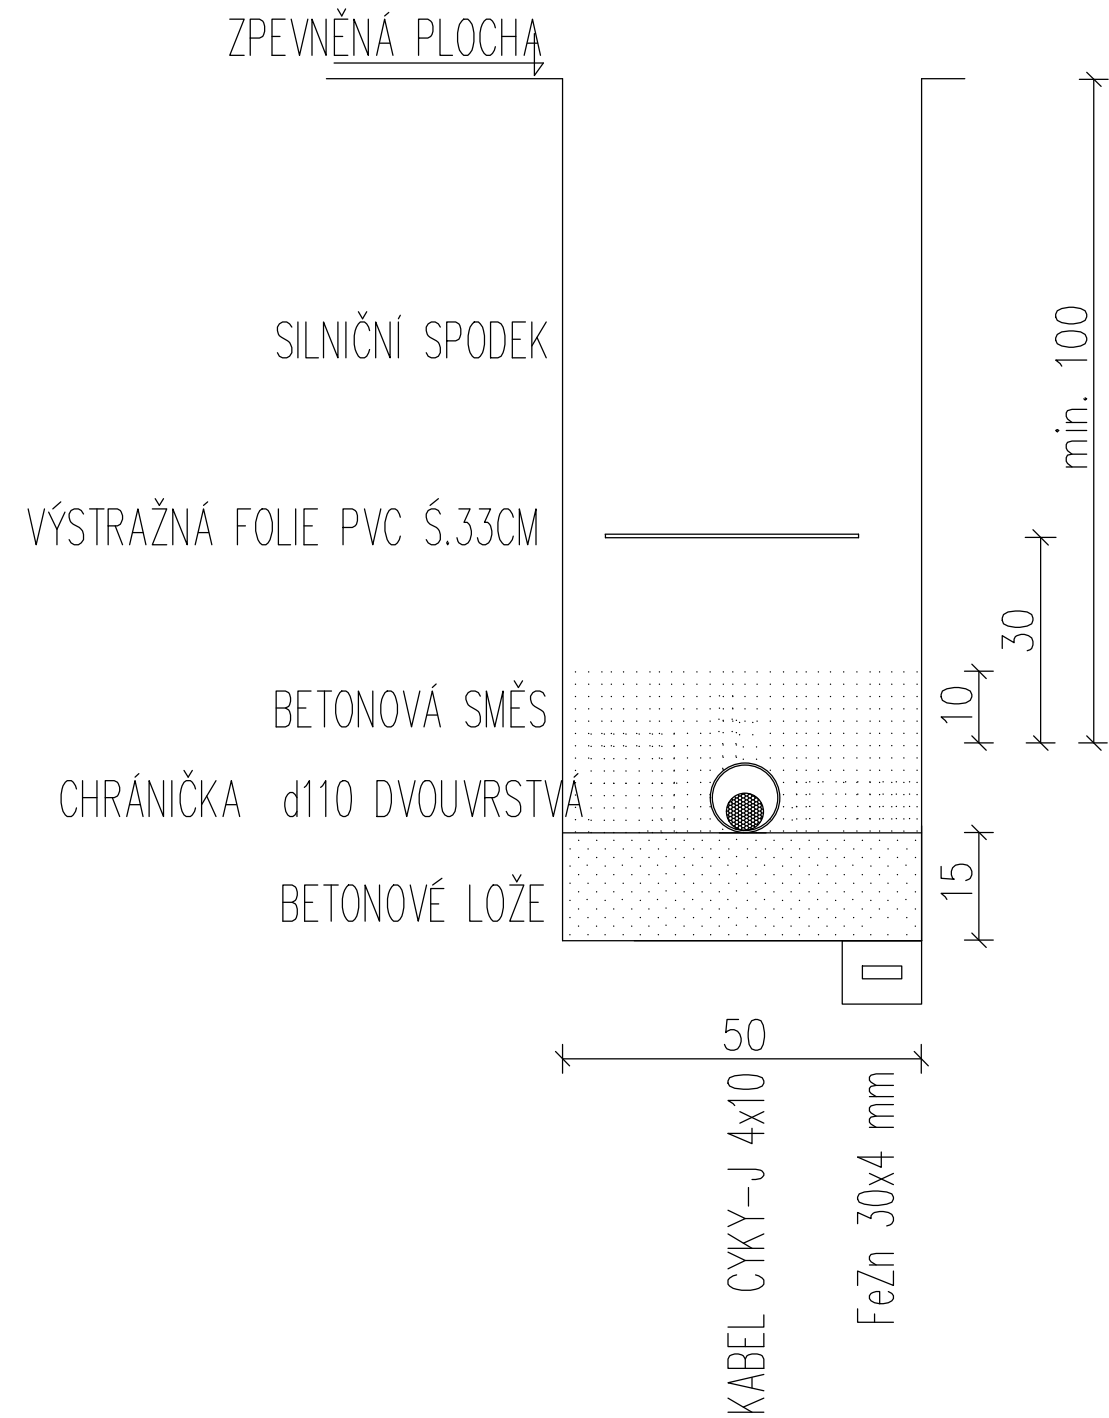 ZPEVNĚNÁ PLOCHA
SILNIČNÍ SPODEK
min. 100
VÝSTRAŽNÁ FOLIE PVC Ś.33CM
30
BETONOVÁ SMĚS
10
CHRÁNIČKA d110 DVOUVRSTVÁ
BETONOVÉ LOŽE
15
50
KABEL CYKY-J 4x10
FeZn 30x4 mm